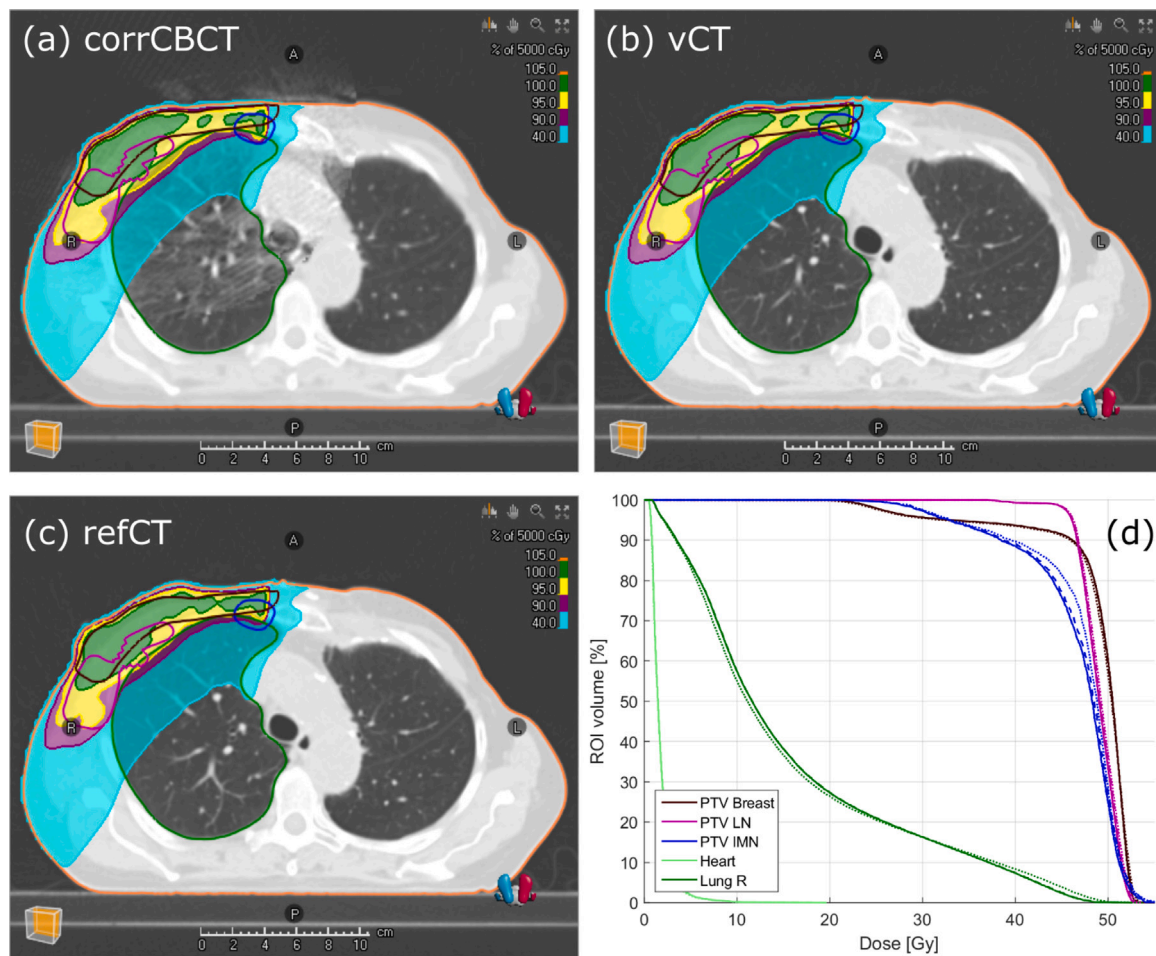 (a) corrCBCT
% of 5000 cGy
105.0
100.0
95.0
90.0
40.0
A
R
L
P
0 2 4 6 8 10 cm
(b) vCT
% of 5000 cGy
105.0
100.0
95.0
90.0
40.0
A
R
L
P
0 2 4 6 8 10 cm
(c) refCT
% of 5000 cGy
105.0
100.0
95.0
90.0
40.0
A
R
L
P
0 2 4 6 8 10 cm
(d)
ROI volume [%]
100
90
80
70
60
50
40
30
20
10
0
PTV Breast
PTV LN
PTV IMN
Heart
Lung R
0 10 20 30 40 50
Dose [Gy]